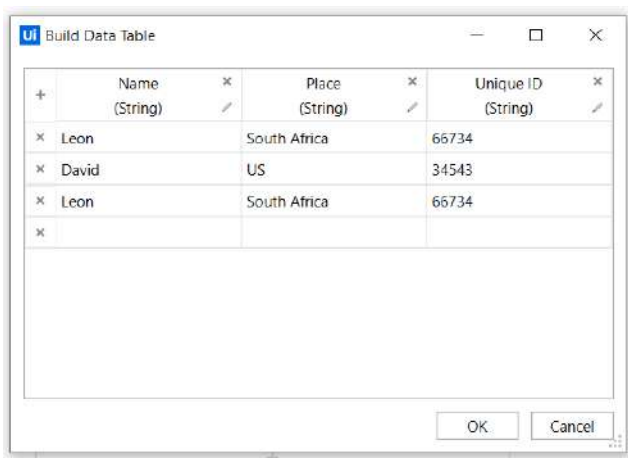 Ui Build Data Table
Name Place Unique ID
(String) (String) (String)
Leon South Africa 66734
David US 34543
Leon South Africa 66734
OK Cancel